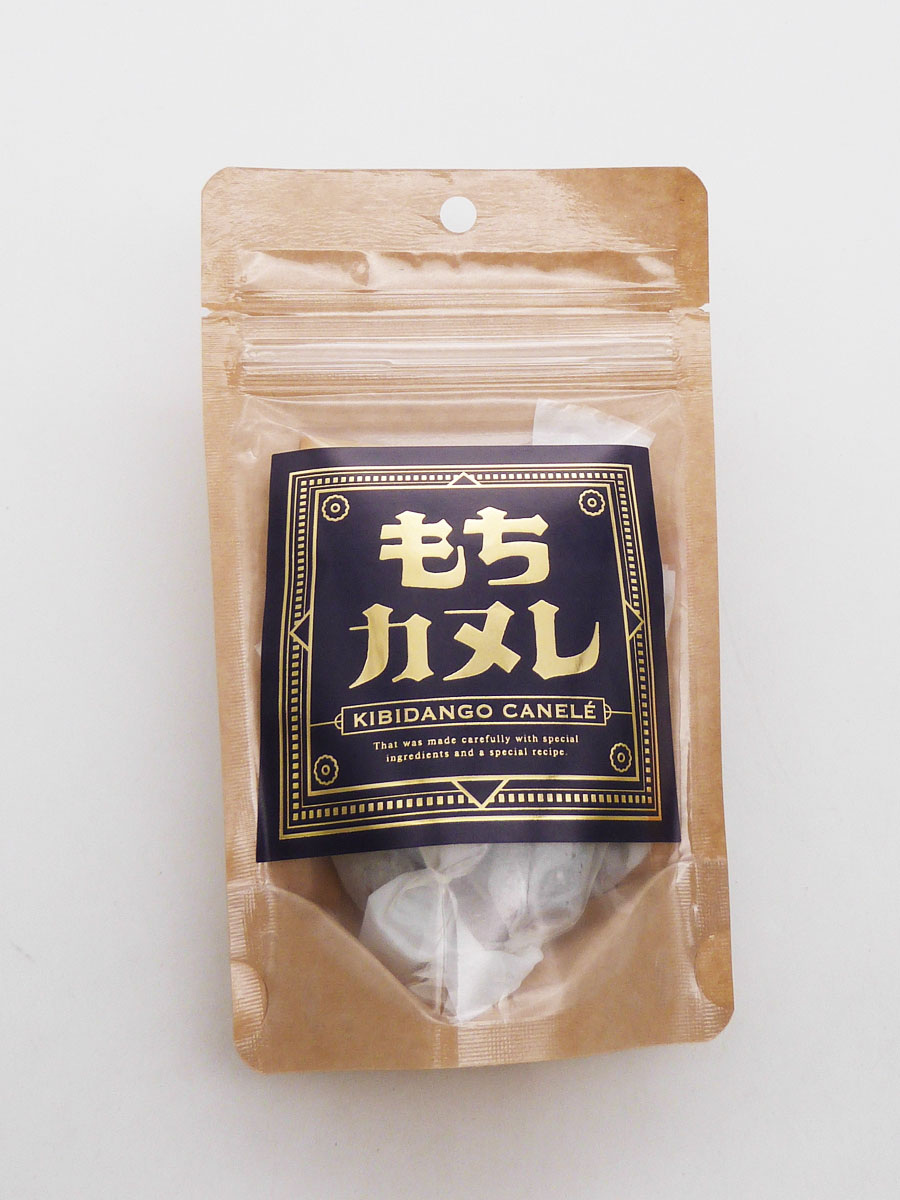 もち
カヌレ
KIBIDANGO CANELÉ
That was made carefully with special
ingredients and a special recipe.